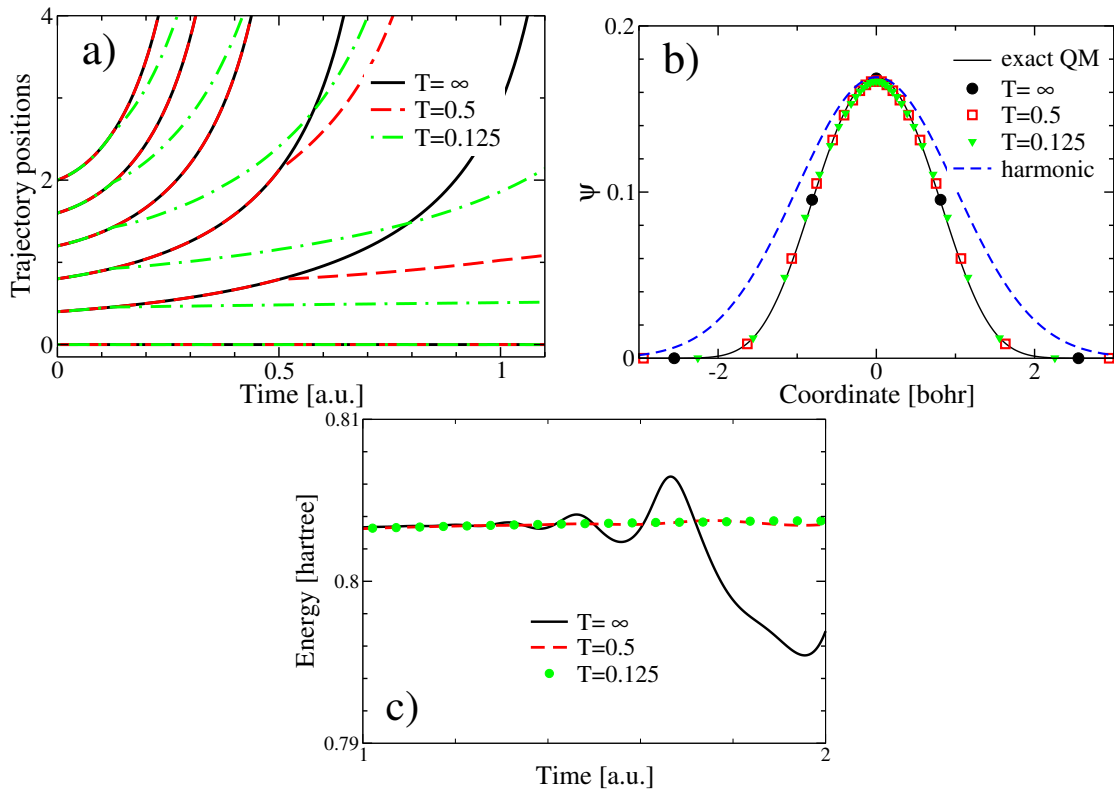 a)
4
2
0
Trajectory positions
T= ∞
T=0.5
T=0.125
0
0.5
1
Time [a.u.]
b)
0.2
0.1
0
ψ
exact QM
T= ∞
T=0.5
T=0.125
harmonic
-2
0
2
Coordinate [bohr]
0.81
0.8
0.79
Energy [hartree]
T= ∞
T=0.5
T=0.125
c)
1
2
Time [a.u.]